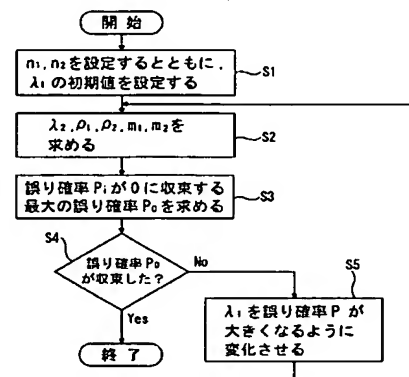 開始
n₁,n₂を設定するとともに,
λ₁の初期値を設定する
S1
λ₂,ρ₁,ρ₂,m₁,m₂を
求める
S2
誤り確率Piが0に収束する
最大の誤り確率P₀を求める
S3
S4
誤り確率P₀
が収束した?
No
Yes
S5
λ₁を誤り確率Pが
大きくなるように
変化させる
終了